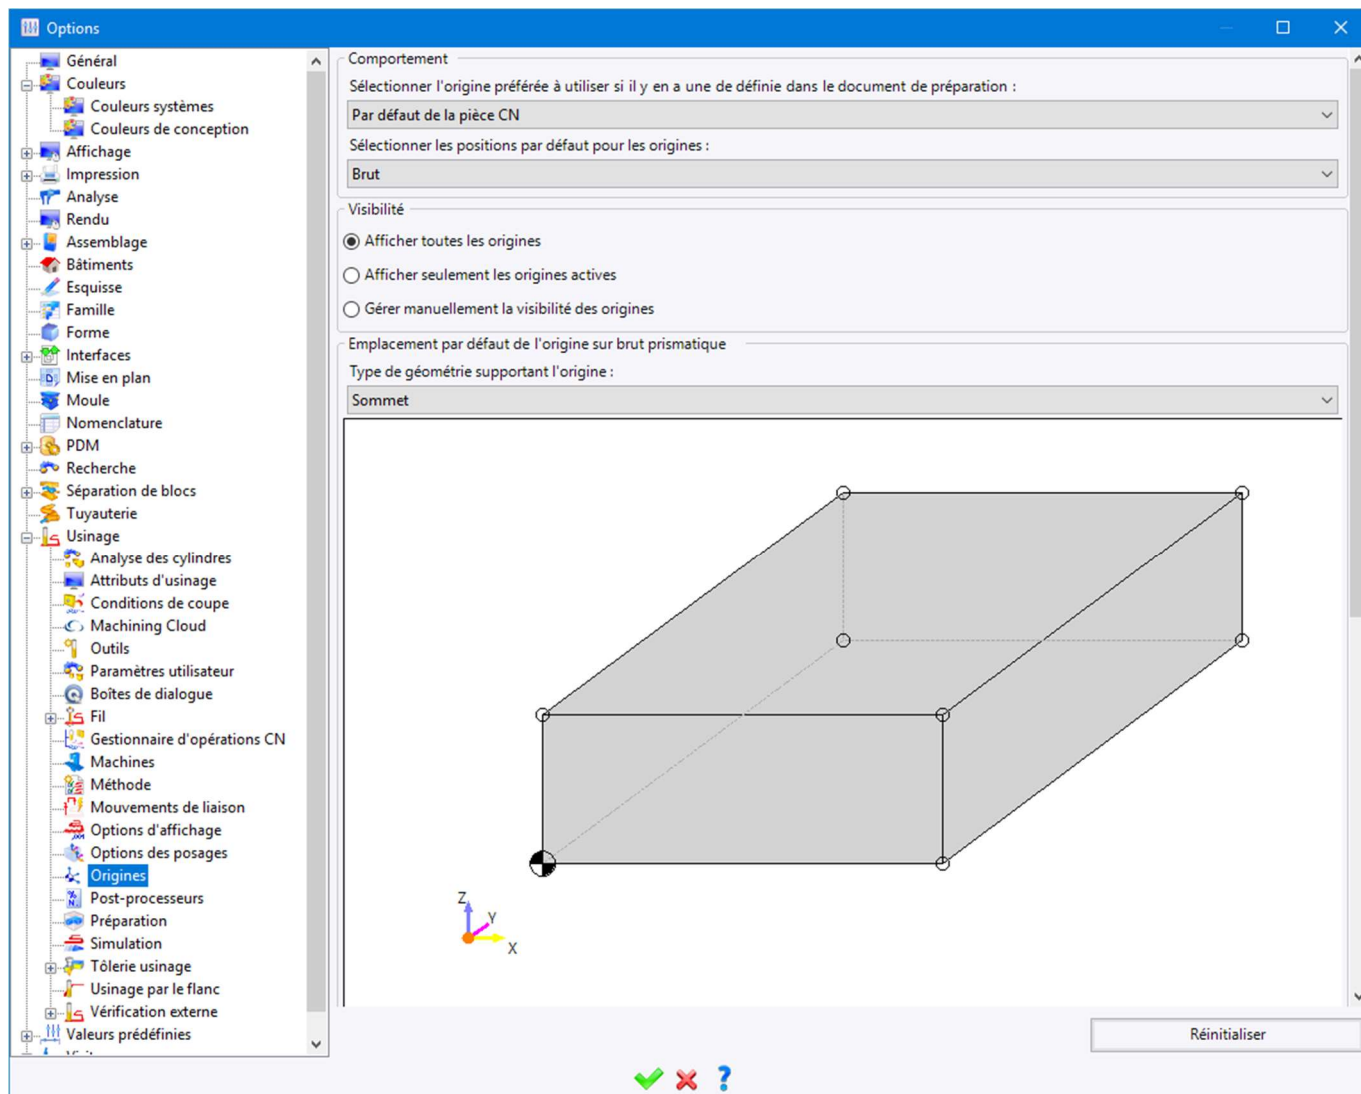 Options
Général
Couleurs
Couleurs systèmes
Couleurs de conception
Affichage
Impression
Analyse
Rendu
Assemblage
Bâtiments
Esquisse
Famille
Forme
Interfaces
Mise en plan
Moule
Nomenclature
PDM
Recherche
Séparation de blocs
Tuyauterie
Usinage
Analyse des cylindres
Attributs d'usinage
Conditions de coupe
Machining Cloud
Outils
Paramètres utilisateur
Boîtes de dialogue
Fil
Gestionnaire d'opérations CN
Machines
Méthode
Mouvements de liaison
Options d'affichage
Options des posages
Origines
Post-processeurs
Préparation
Simulation
Tôlerie usinage
Usinage par le flanc
Vérification externe
Valeurs prédéfinies
Comportement
Sélectionner l'origine préférée à utiliser si il y en a une de définie dans le document de préparation :
Par défaut de la pièce CN
Sélectionner les positions par défaut pour les origines :
Brut
Visibilité
Afficher toutes les origines
Afficher seulement les origines actives
Gérer manuellement la visibilité des origines
Emplacement par défaut de l'origine sur brut prismatique
Type de géométrie supportant l'origine :
Sommet
Z
Y
X
Réinitialiser